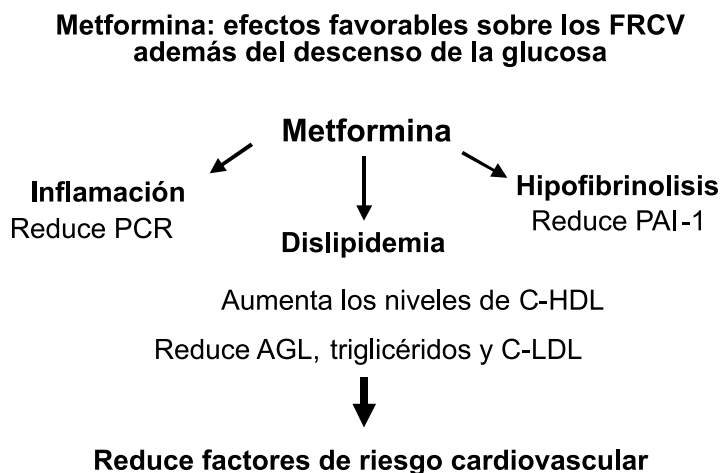 Metformina: efectos favorables sobre los FRCV
además del descenso de la glucosa
Metformina
Inflamación
Reduce PCR
Hipofibrinolisis
Reduce PAI-1
Dislipidemia
Aumenta los niveles de C-HDL
Reduce AGL, triglicéridos y C-LDL
Reduce factores de riesgo cardiovascular